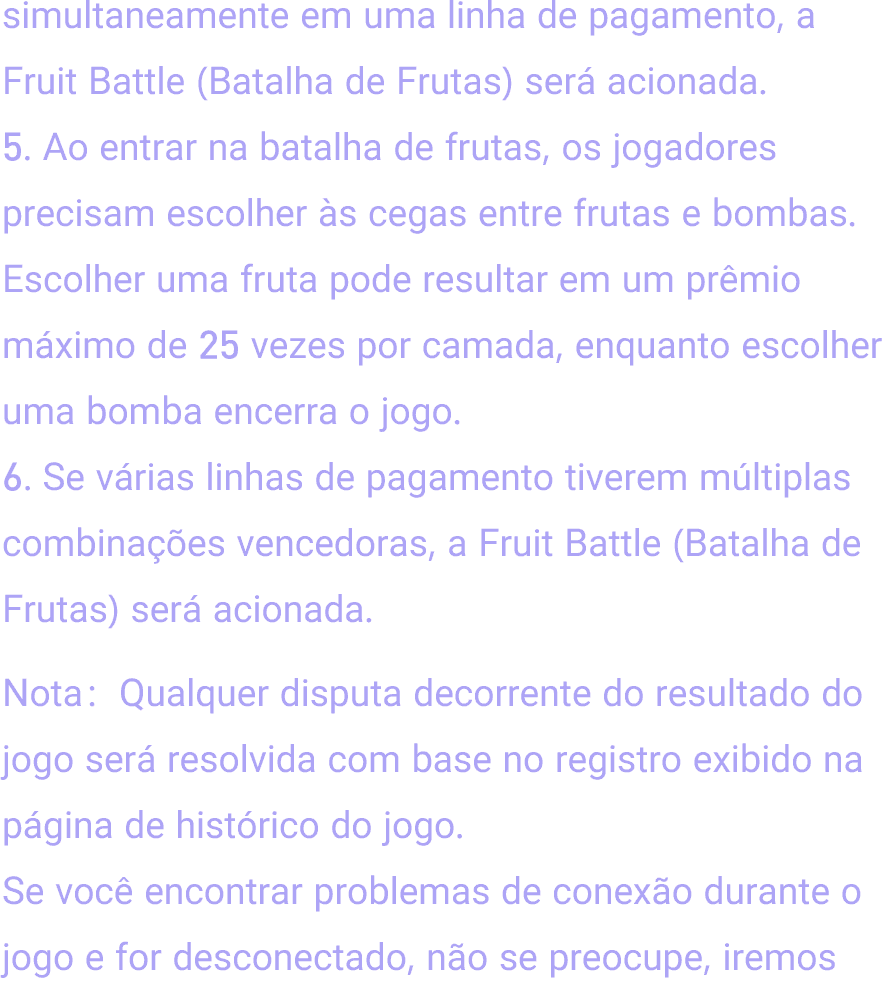 simultaneamente em uma linha de pagamento, a
Fruit Battle (Batalha de Frutas) será acionada.
5. Ao entrar na batalha de frutas, os jogadores
precisam escolher às cegas entre frutas e bombas.
Escolher uma fruta pode resultar em um prêmio
máximo de 25 vezes por camada, enquanto escolher
uma bomba encerra o jogo.
6. Se várias linhas de pagamento tiverem múltiplas
combinações vencedoras, a Fruit Battle (Batalha de
Frutas) será acionada.
Nota：Qualquer disputa decorrente do resultado do
jogo será resolvida com base no registro exibido na
página de histórico do jogo.
Se você encontrar problemas de conexão durante o
jogo e for desconectado, não se preocupe, iremos